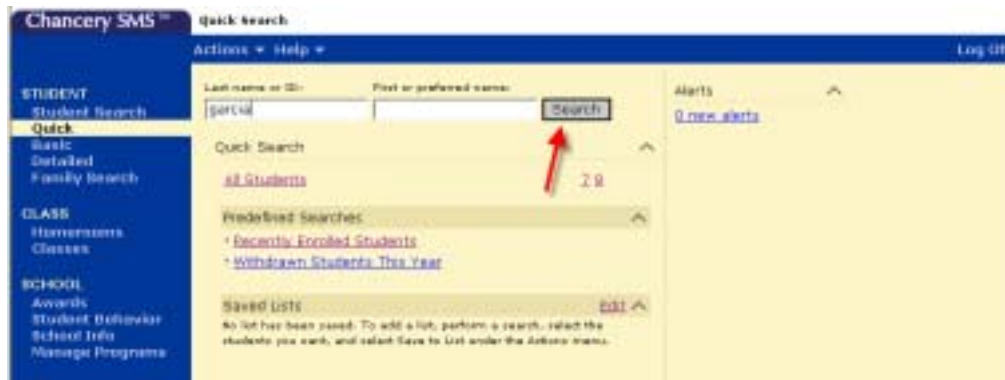 Chancery SMS™
Quick Search
Actions Help
Log Off
STUDENT
Student Search
Quick
Basic
Detailed
Family Search
CLASS
Homerooms
Classes
SCHOOL
Awards
Student Behavior
School Info
Manage Programs
Last name or ID:
First or preferred name:
garcia
Search
Quick Search
All Students
7 8
Predefined Searches
Recently Enrolled Students
Withdrawn Students This Year
Saved Lists
Edit
No list has been saved. To add a list, perform a search, select the
students you want, and select Save to List under the Actions menu.
Alerts
0 new alerts